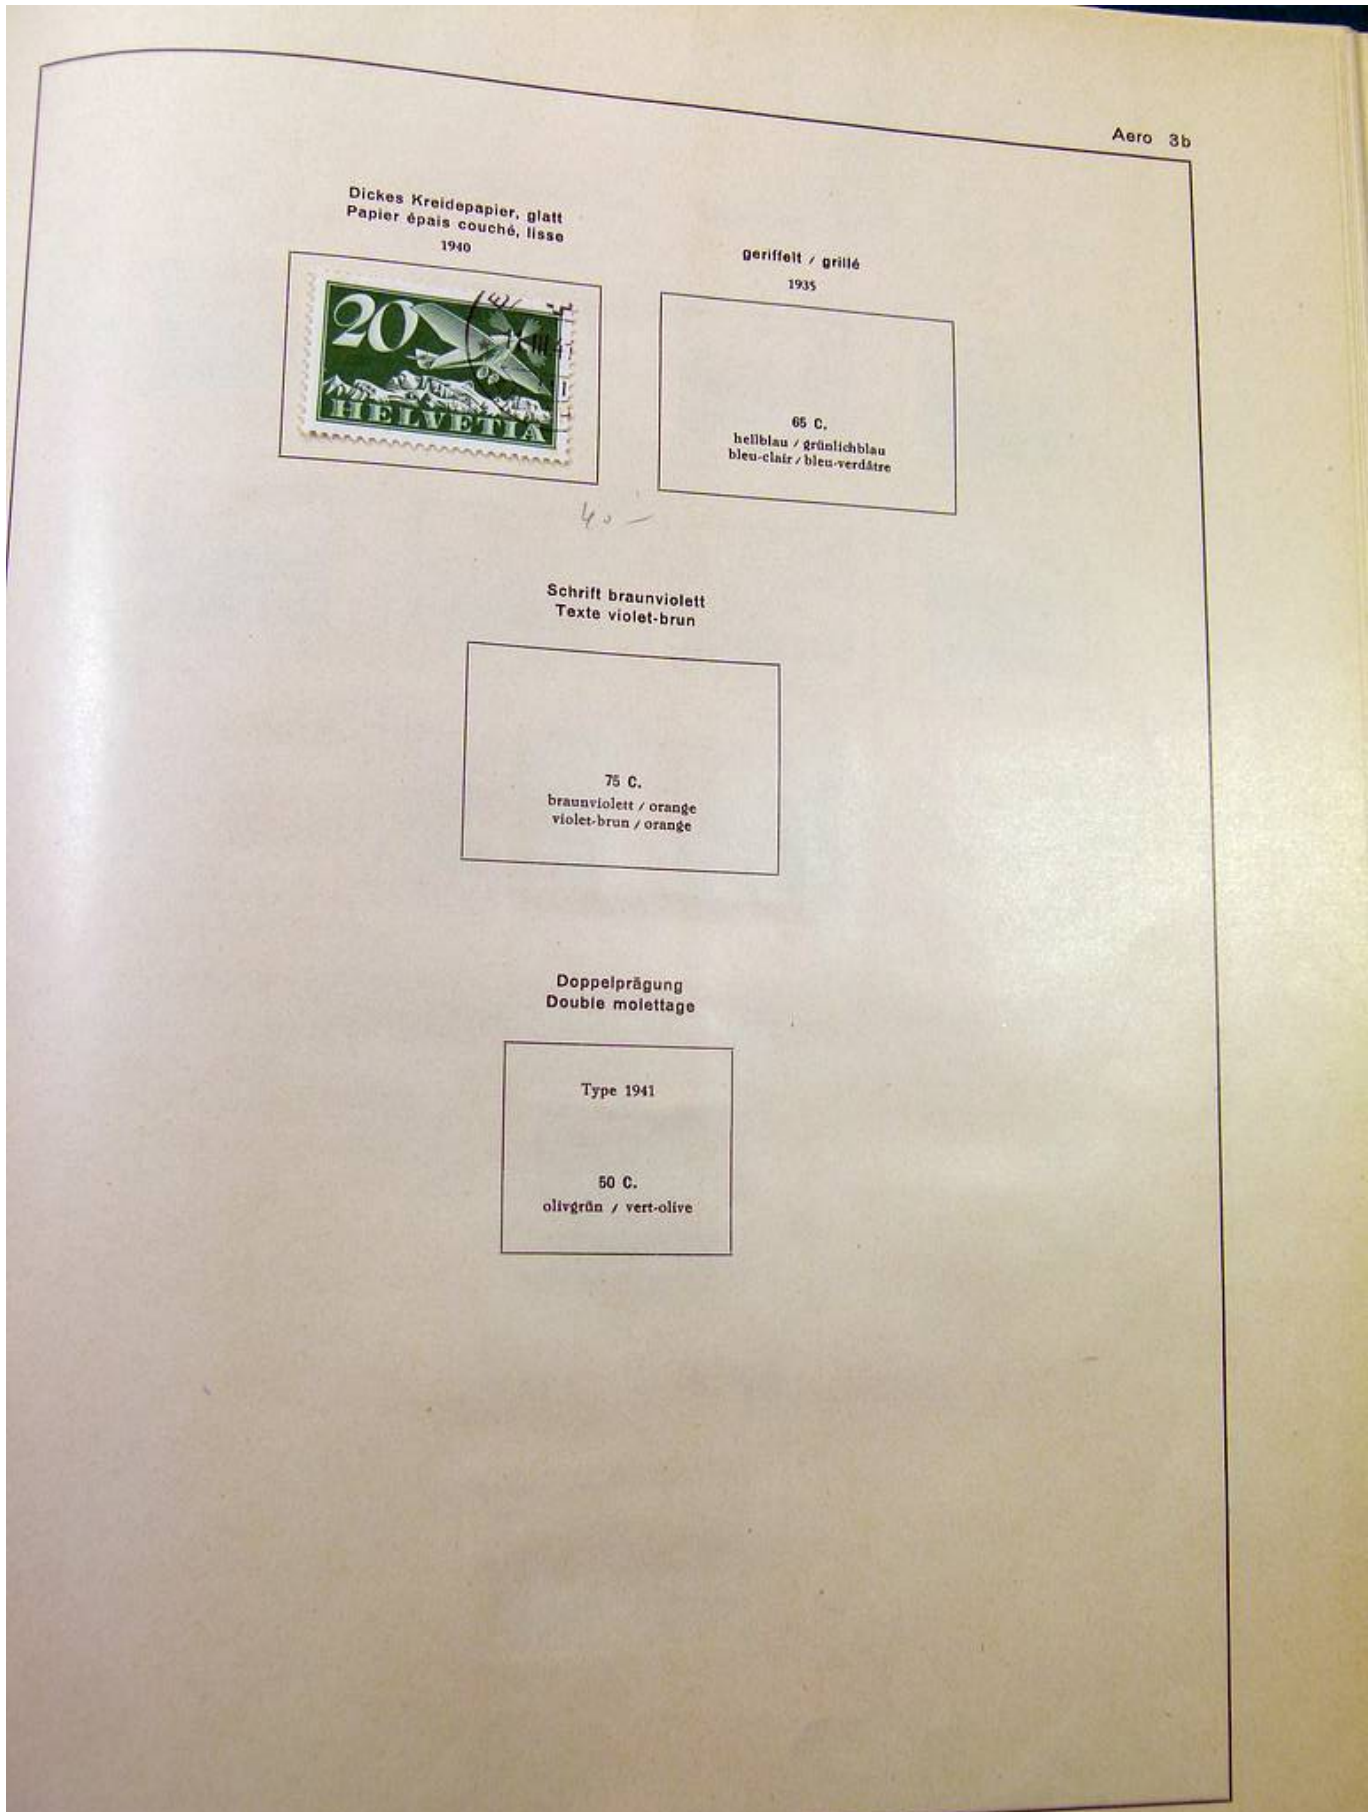 Aero 3b
Dickes Kreidepapier, glatt
Papier épais couché, lisse
1940
20
HELVETIA
geriffelt / grillé
1935
65 C.
hellblau / grünlichblau
bleu-clair / bleu-verdâtre
40 —
Schrift braunviolett
Texte violet-brun
75 C.
braunviolett / orange
violet-brun / orange
Doppelprägung
Double molettage
Type 1941
50 C.
olivgrün / vert-olive